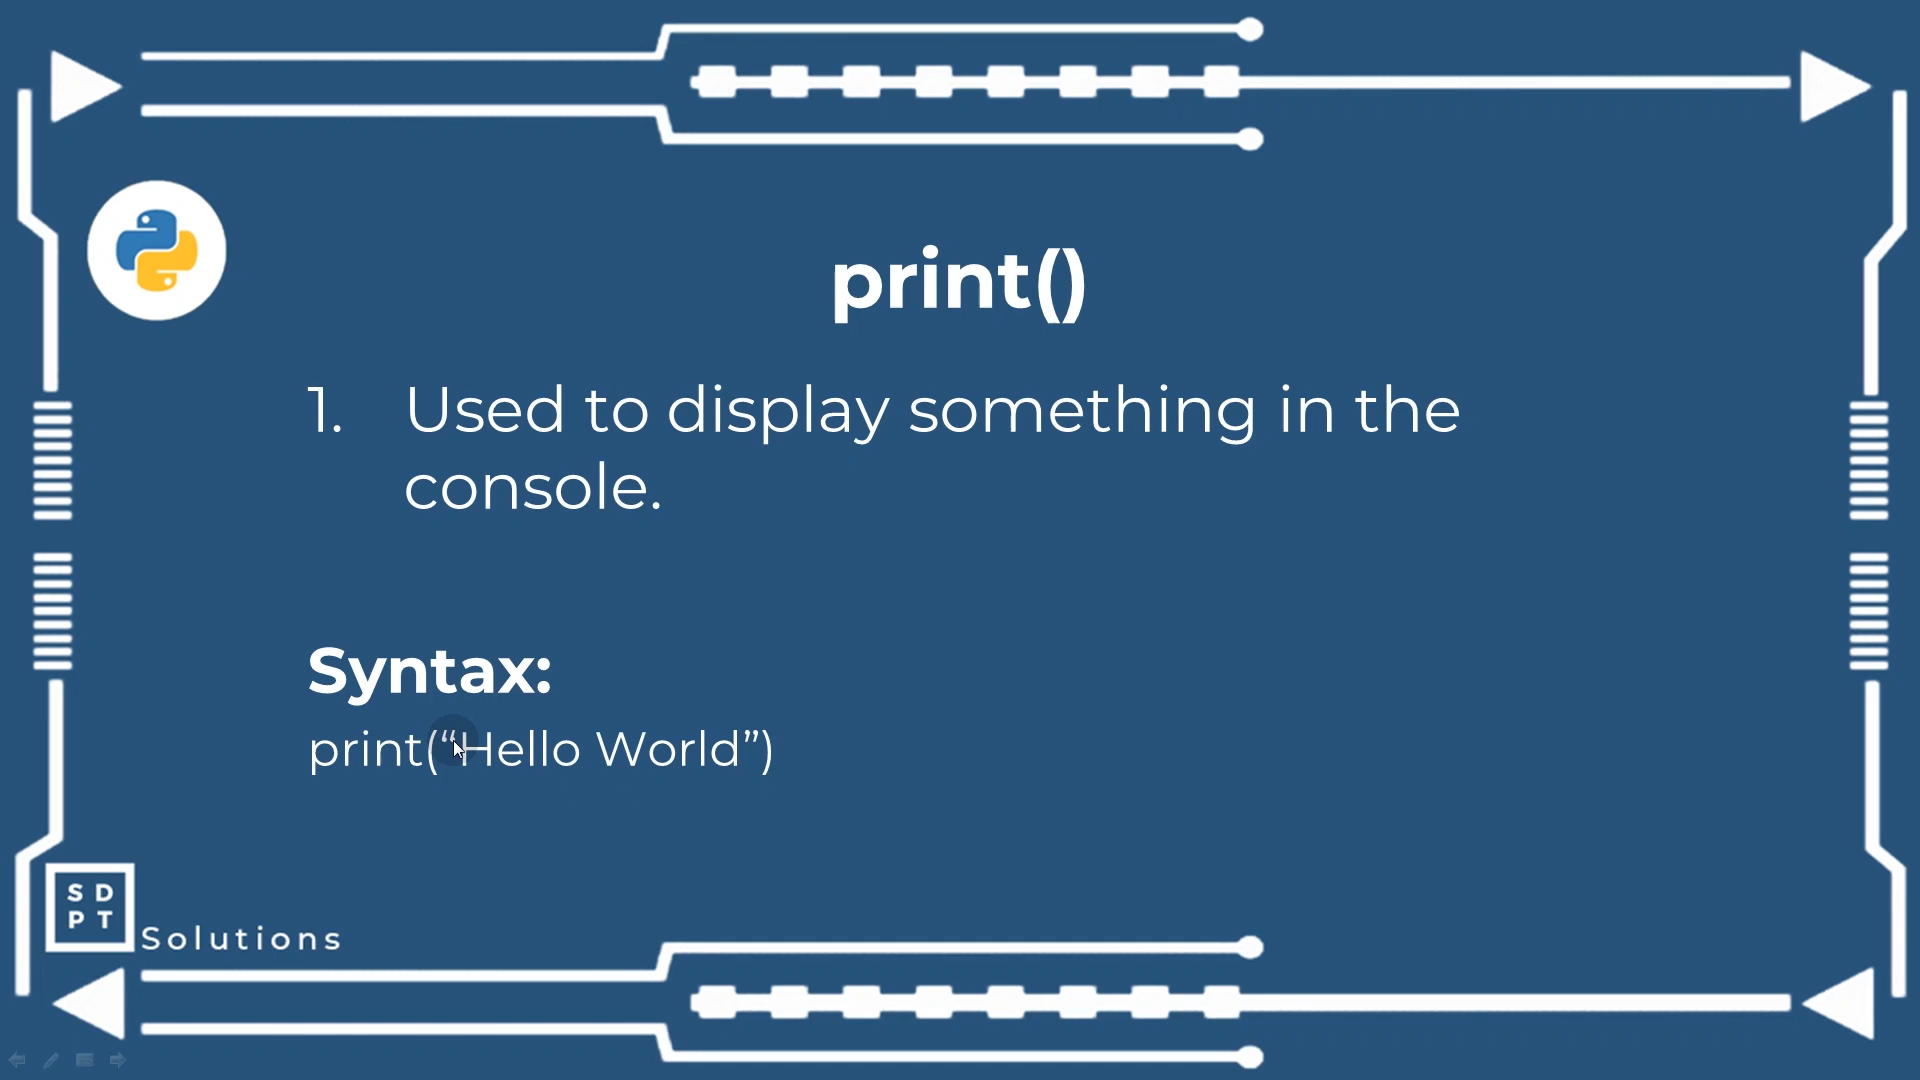 print()
1. Used to display something in the
console.
Syntax:
print(“Hello World”)
S D
P T
Solutions